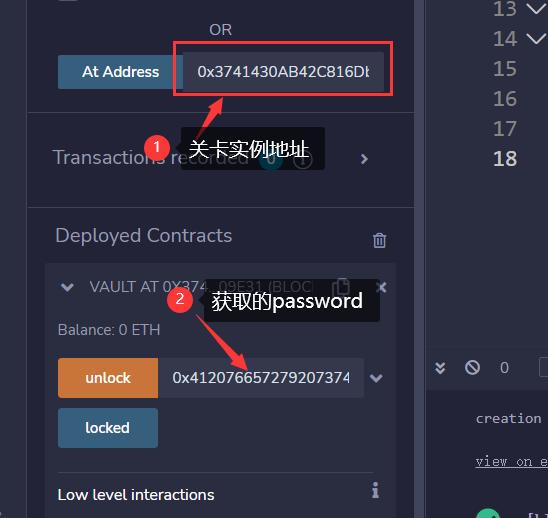 OR
At Address
0x3741430AB42C816Db
1
关卡实例地址
Transactions recorded
0
i
Deployed Contracts
VAULT AT 0X374...09E31 (BLOC
2
获取的password
Balance: 0 ETH
unlock
0x412076657279207374
locked
Low level interactions
i
13
14
15
16
17
18
0
creation
view on e